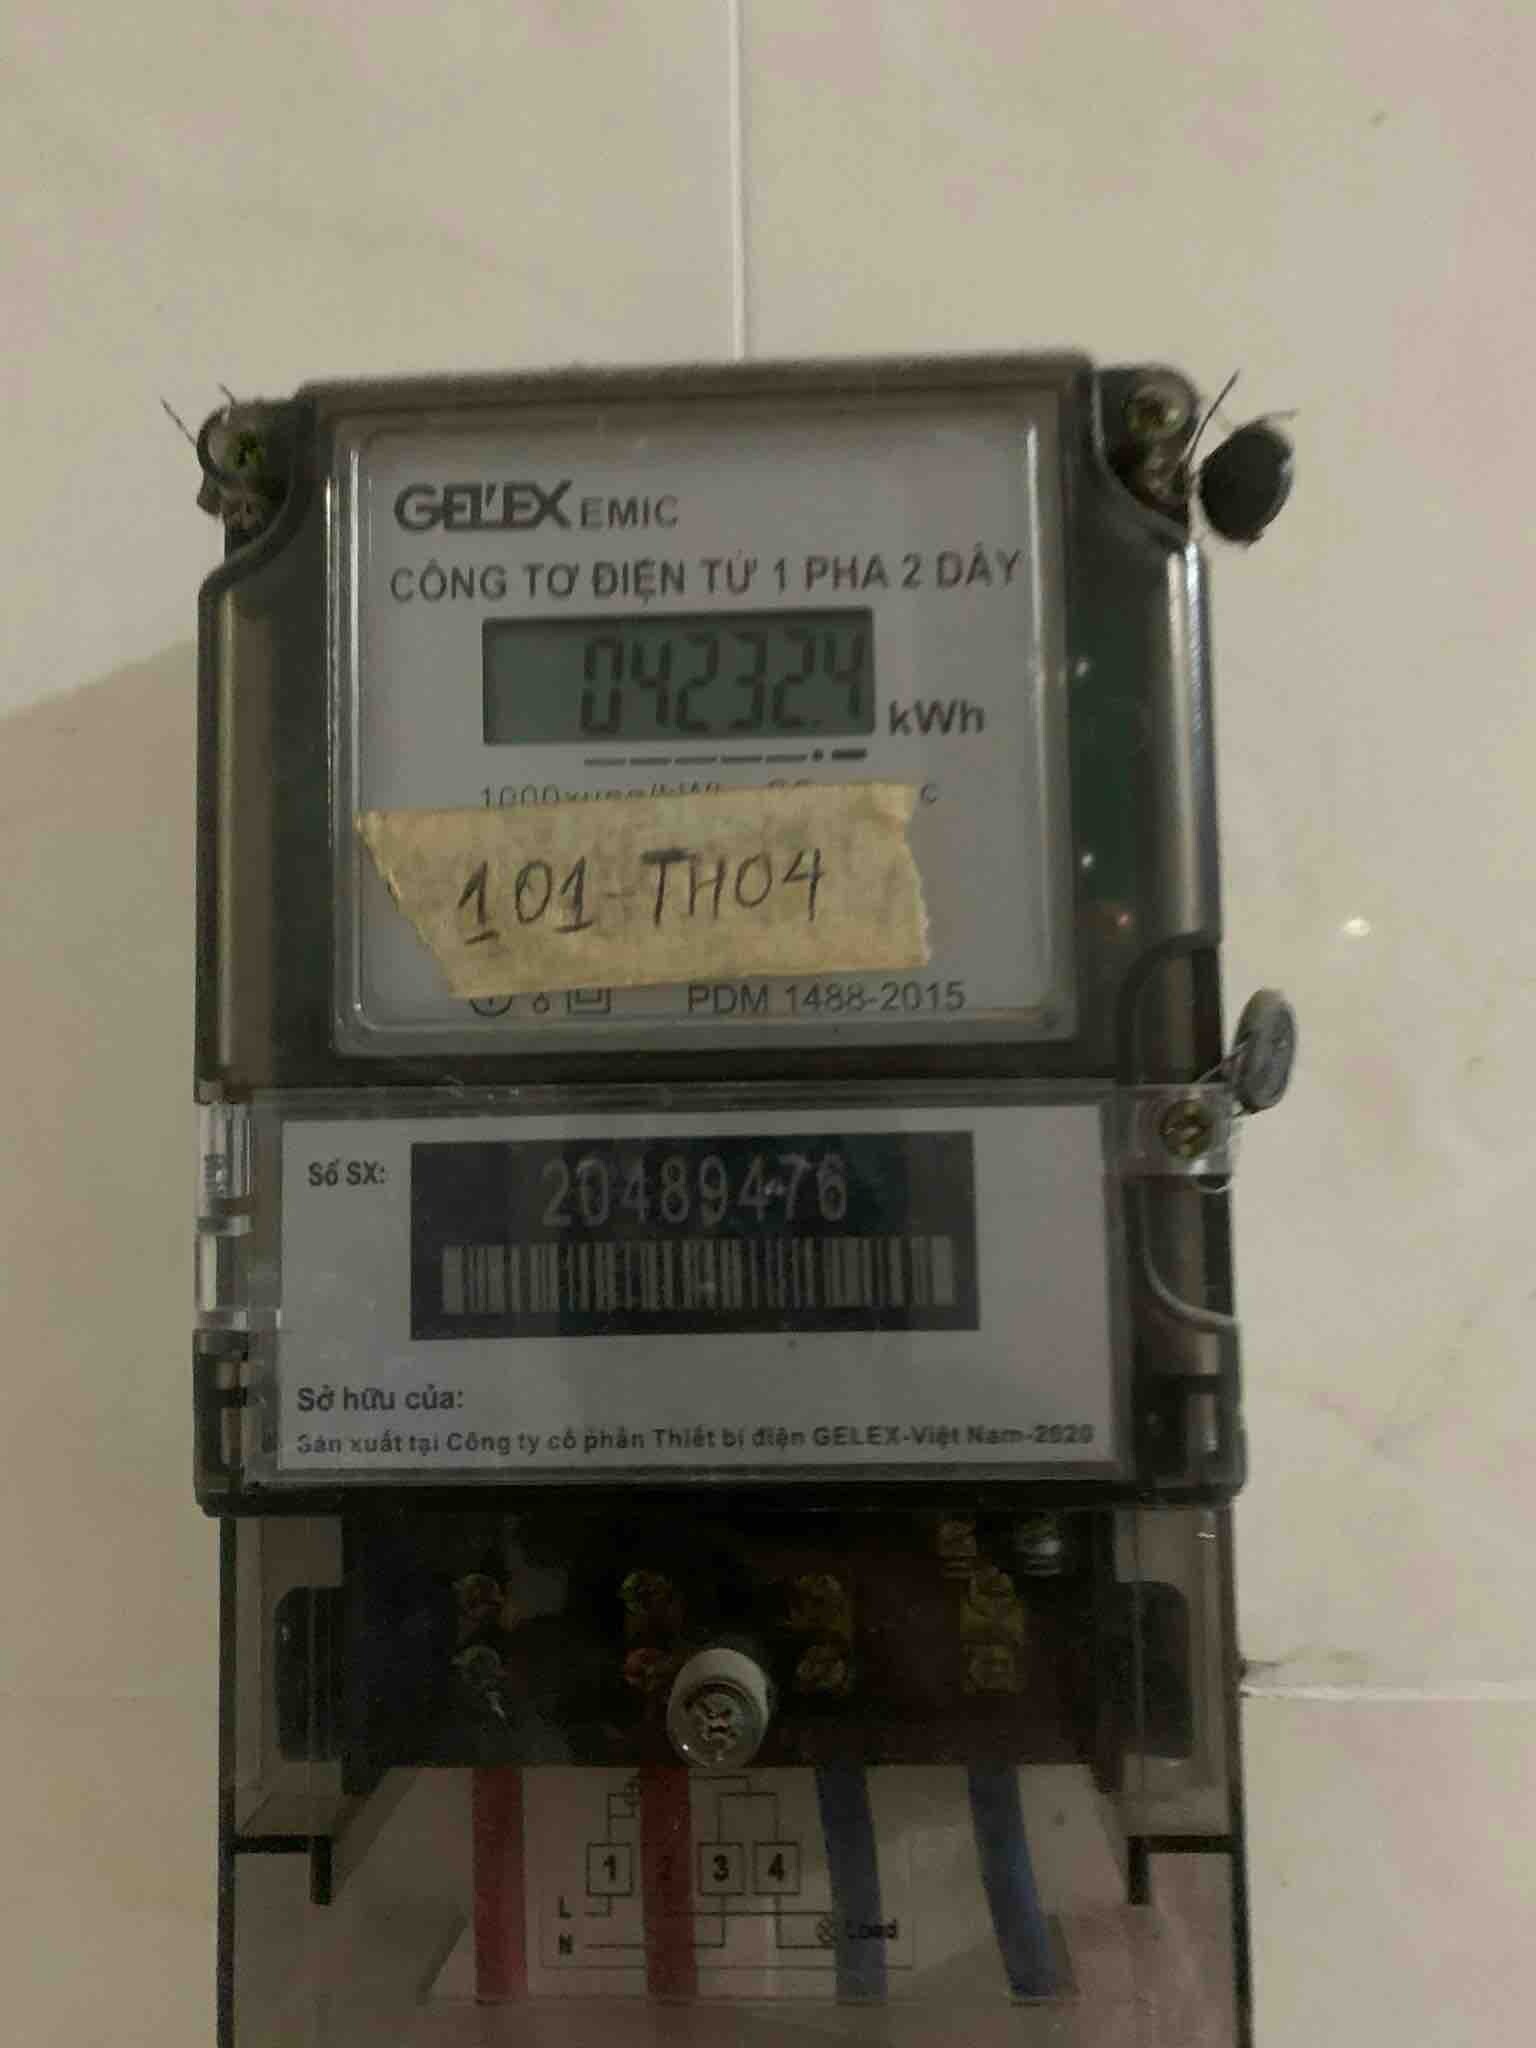 GELEX EMIC
CÔNG TƠ ĐIỆN TỬ 1 PHA 2 DÂY
04232.4 kWh
101-TH04
PDM 1488-2015
Số SX:
20489476
Sở hữu của:
Sản xuất tại Công ty cổ phần Thiết bị điện GELEX-Việt Nam-2020
1 2 3 4
L
N
Load